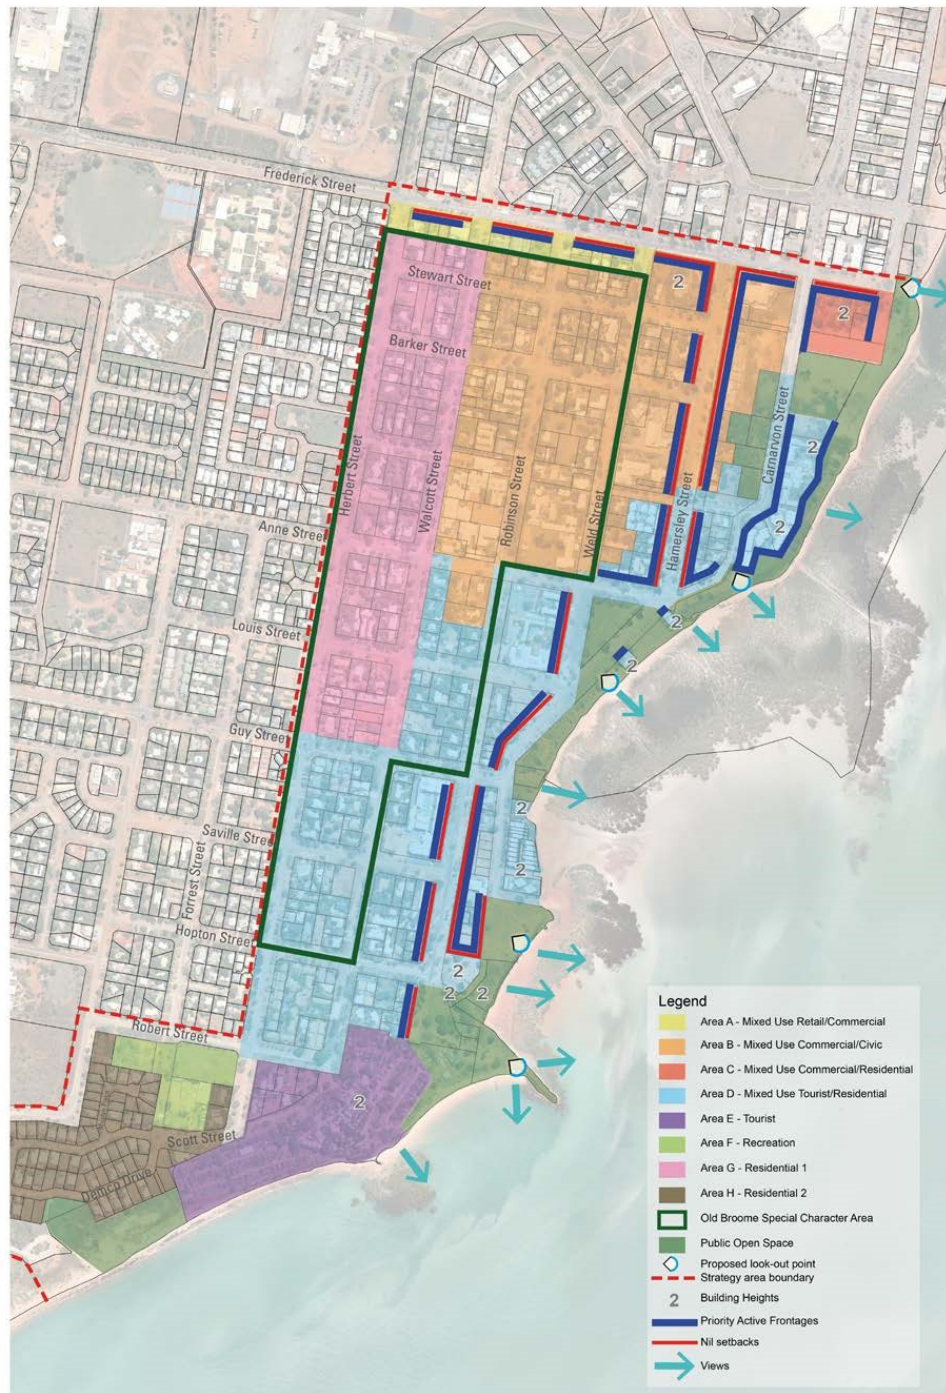 Frederick Street
Stewart Street
2
2
Barker Street
Carnarvon Street
Herbert Street
Walcott Street
Robinson Street
Weld Street
Hamersley Street
2
2
Anne Street
Louis Street
2
2
Guy Street
2
Saville Street
2
Forrest Street
Hopton Street
2
2
2
Robert Street
2
Scott Street
Demco Drive
Legend
Area A - Mixed Use Retail/Commercial
Area B - Mixed Use Commercial/Civic
Area C - Mixed Use Commercial/Residential
Area D - Mixed Use Tourist/Residential
Area E - Tourist
Area F - Recreation
Area G - Residential 1
Area H - Residential 2
Old Broome Special Character Area
Public Open Space
Proposed look-out point
Strategy area boundary
2 Building Heights
Priority Active Frontages
Nil setbacks
Views